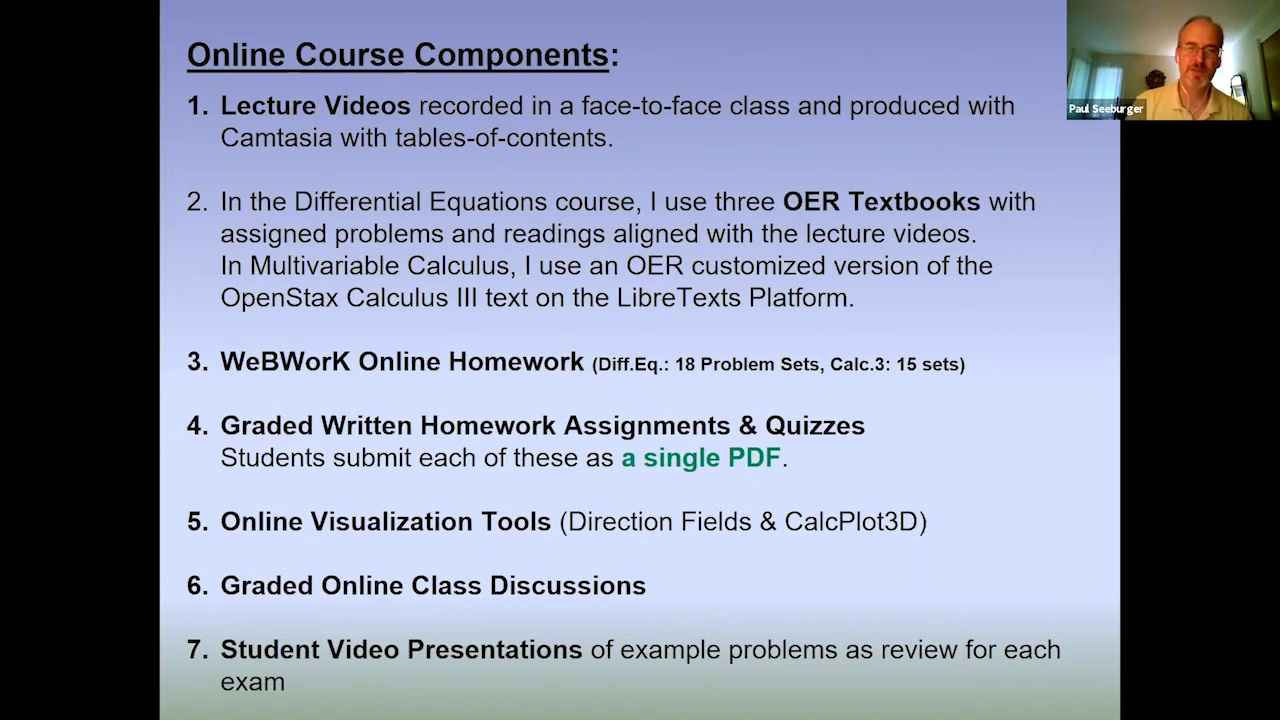 Online Course Components:
1. Lecture Videos recorded in a face-to-face class and produced with
Camtasia with tables-of-contents.
2. In the Differential Equations course, I use three OER Textbooks with
assigned problems and readings aligned with the lecture videos.
In Multivariable Calculus, I use an OER customized version of the
OpenStax Calculus III text on the LibreTexts Platform.
3. WeBWorK Online Homework (Diff.Eq.: 18 Problem Sets, Calc.3: 15 sets)
4. Graded Written Homework Assignments & Quizzes
Students submit each of these as a single PDF.
5. Online Visualization Tools (Direction Fields & CalcPlot3D)
6. Graded Online Class Discussions
7. Student Video Presentations of example problems as review for each
exam
Paul Seeburger